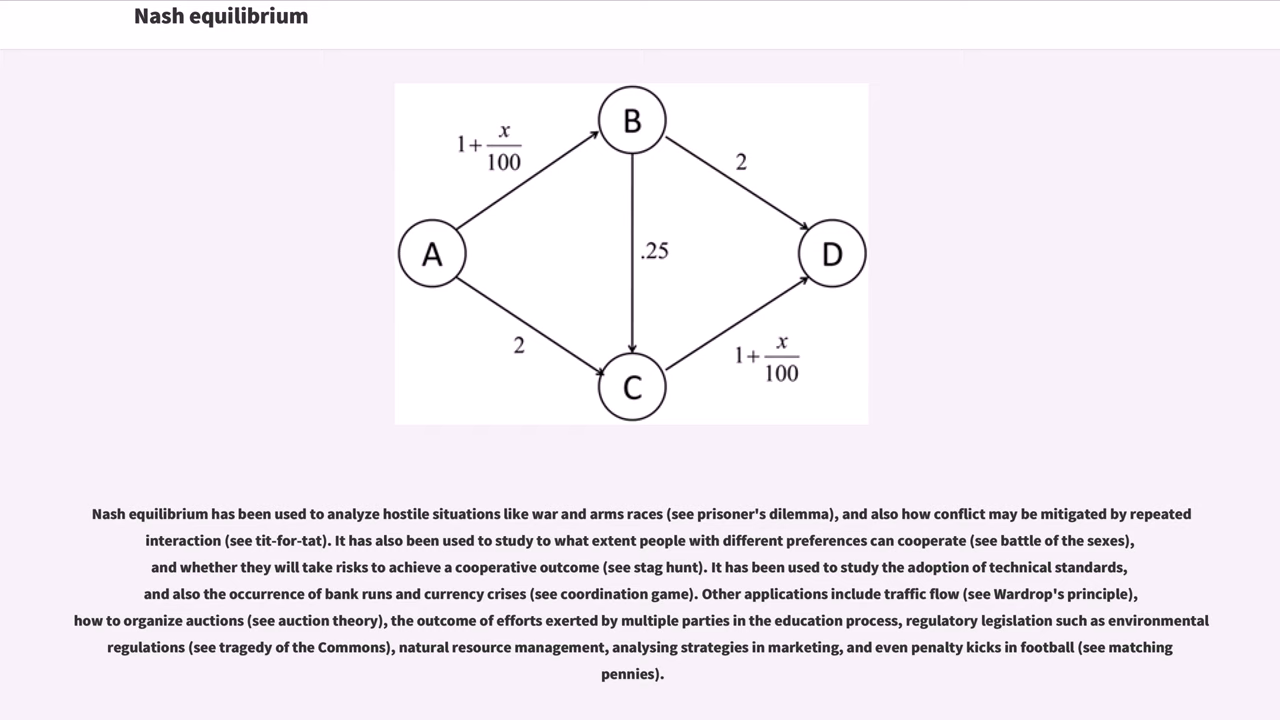 Nash equilibrium
B
1 + x/100
2
A
.25
D
2
1 + x/100
C
Nash equilibrium has been used to analyze hostile situations like war and arms races (see prisoner's dilemma), and also how conflict may be mitigated by repeated
interaction (see tit-for-tat). It has also been used to study to what extent people with different preferences can cooperate (see battle of the sexes),
and whether they will take risks to achieve a cooperative outcome (see stag hunt). It has been used to study the adoption of technical standards,
and also the occurrence of bank runs and currency crises (see coordination game). Other applications include traffic flow (see Wardrop's principle),
how to organize auctions (see auction theory), the outcome of efforts exerted by multiple parties in the education process, regulatory legislation such as environmental
regulations (see tragedy of the Commons), natural resource management, analysing strategies in marketing, and even penalty kicks in football (see matching
pennies).